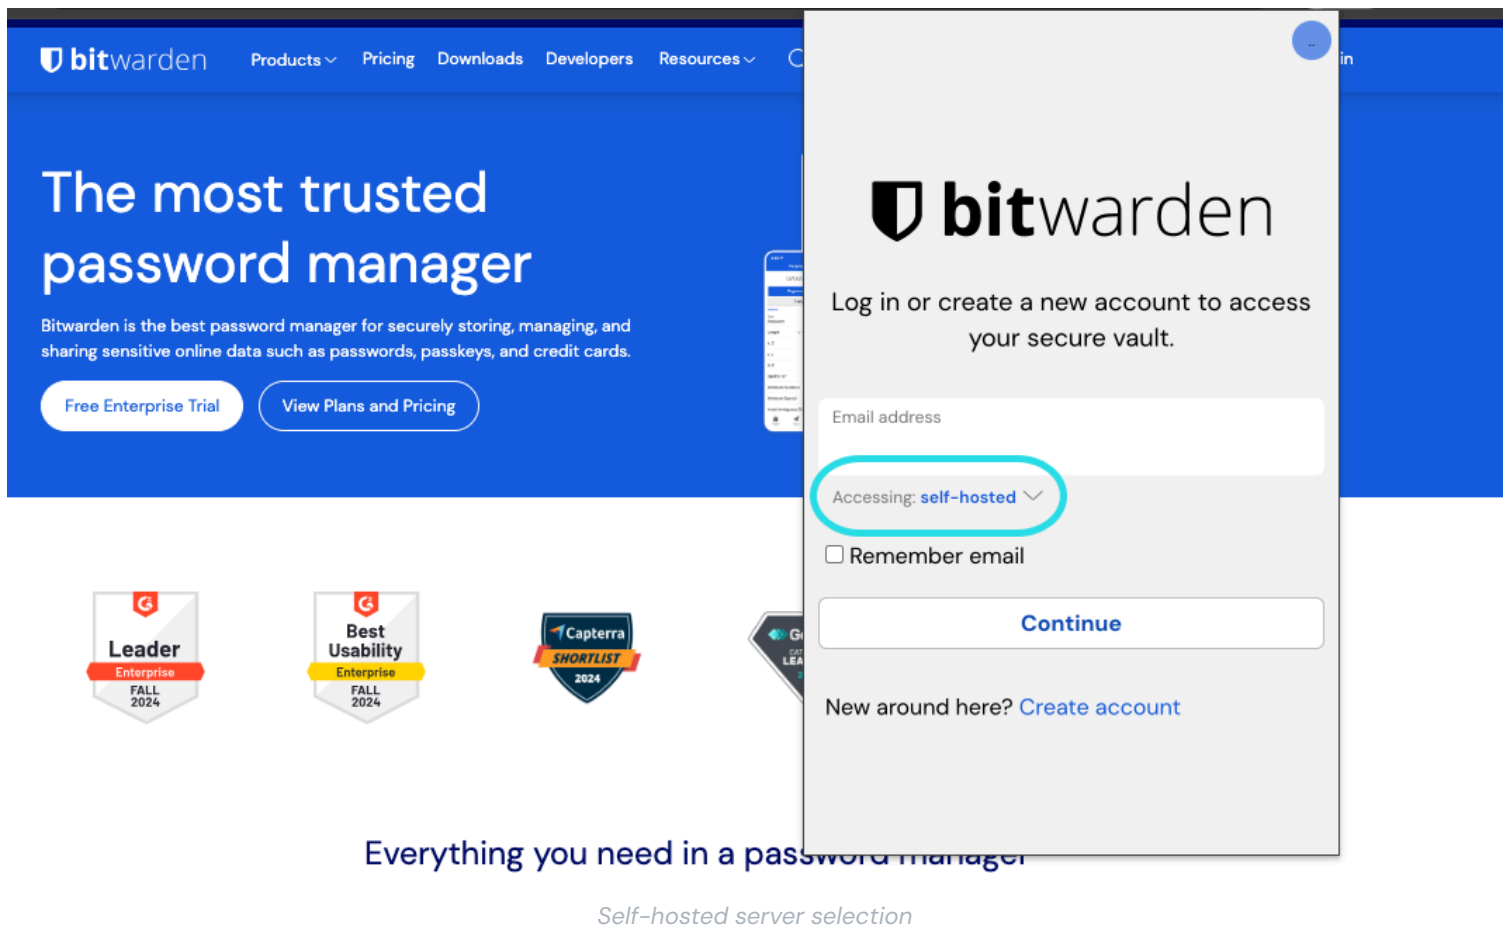 bitwarden
Products
Pricing
Downloads
Developers
Resources
in
The most trusted
password manager
Bitwarden is the best password manager for securely storing, managing, and
sharing sensitive online data such as passwords, passkeys, and credit cards.
Free Enterprise Trial
View Plans and Pricing
Leader
Enterprise
FALL
2024
Best
Usability
Enterprise
FALL
2024
Capterra
SHORTLIST
2024
bitwarden
Log in or create a new account to access
your secure vault.
Email address
Accessing: self-hosted
Remember email
Continue
New around here? Create account
Everything you need in a password manager
Self-hosted server selection